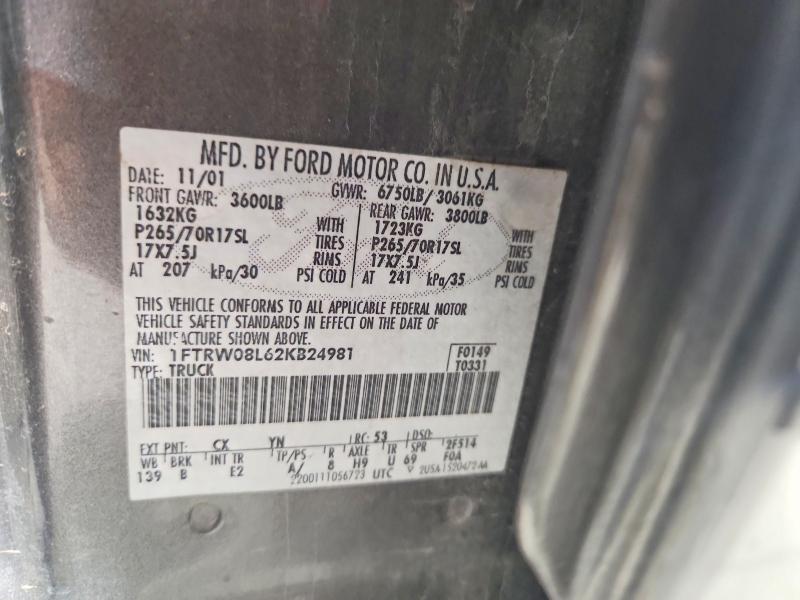 MFD. BY FORD MOTOR CO. IN U.S.A.
DATE: 11/01 GVWR: 6750LB/ 3061KG
FRONT GAWR: 3600LB REAR GAWR: 3800LB
1632KG WITH 1723KG WITH
P265/70R17SL TIRES P265/70R17SL TIRES
17X7.5J RIMS 17X7.5J RIMS
AT 207 kPa/30 PSI COLD AT 241 kPa/35 PSI COLD
THIS VEHICLE CONFORMS TO ALL APPLICABLE FEDERAL MOTOR
VEHICLE SAFETY STANDARDS IN EFFECT ON THE DATE OF
MANUFACTURE SHOWN ABOVE.
VIN: 1FTRW08L62KB24981 F0149
TYPE: TRUCK T0331
EXT PNT: CX YN RC: 53 DSO:
WB BRK INT TR TP/PS R AXLE TR SPR 2F514
139 B E2 A/ 8 H9 U 69 F0A
2200111056773 UTC